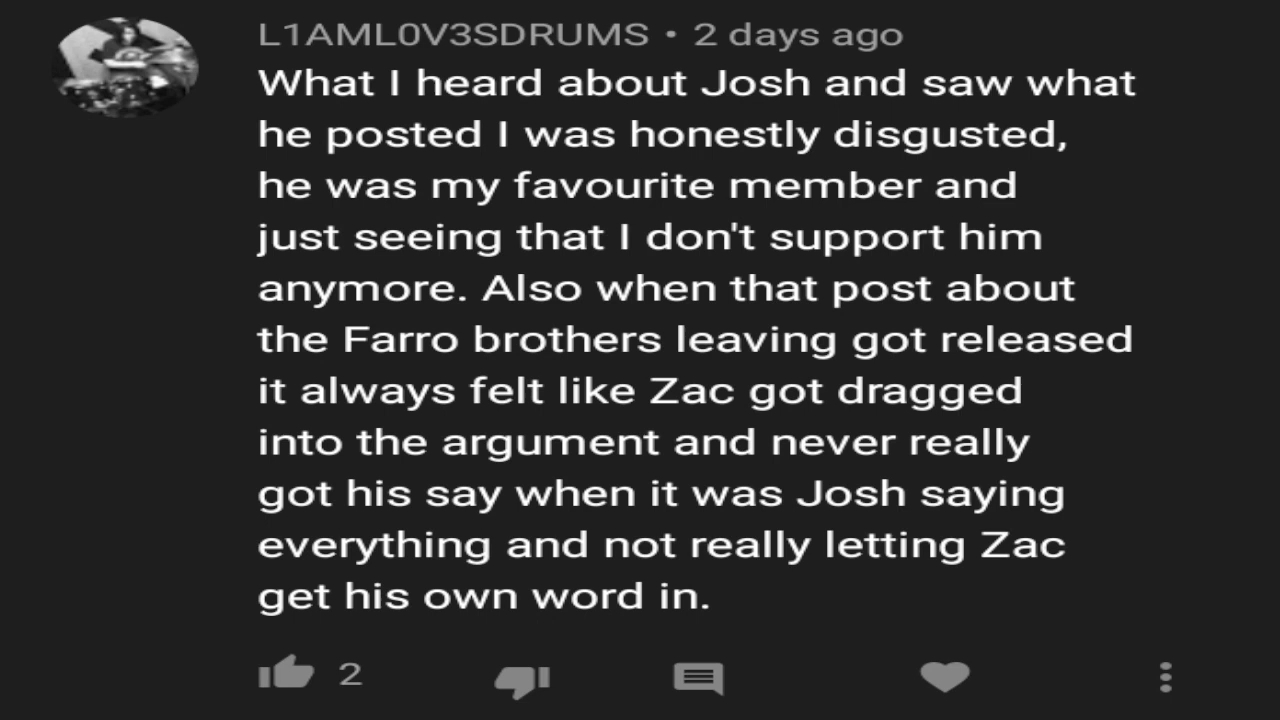 L1AML0V3SDRUMS • 2 days ago
What I heard about Josh and saw what
he posted I was honestly disgusted,
he was my favourite member and
just seeing that I don't support him
anymore. Also when that post about
the Farro brothers leaving got released
it always felt like Zac got dragged
into the argument and never really
got his say when it was Josh saying
everything and not really letting Zac
get his own word in.
2